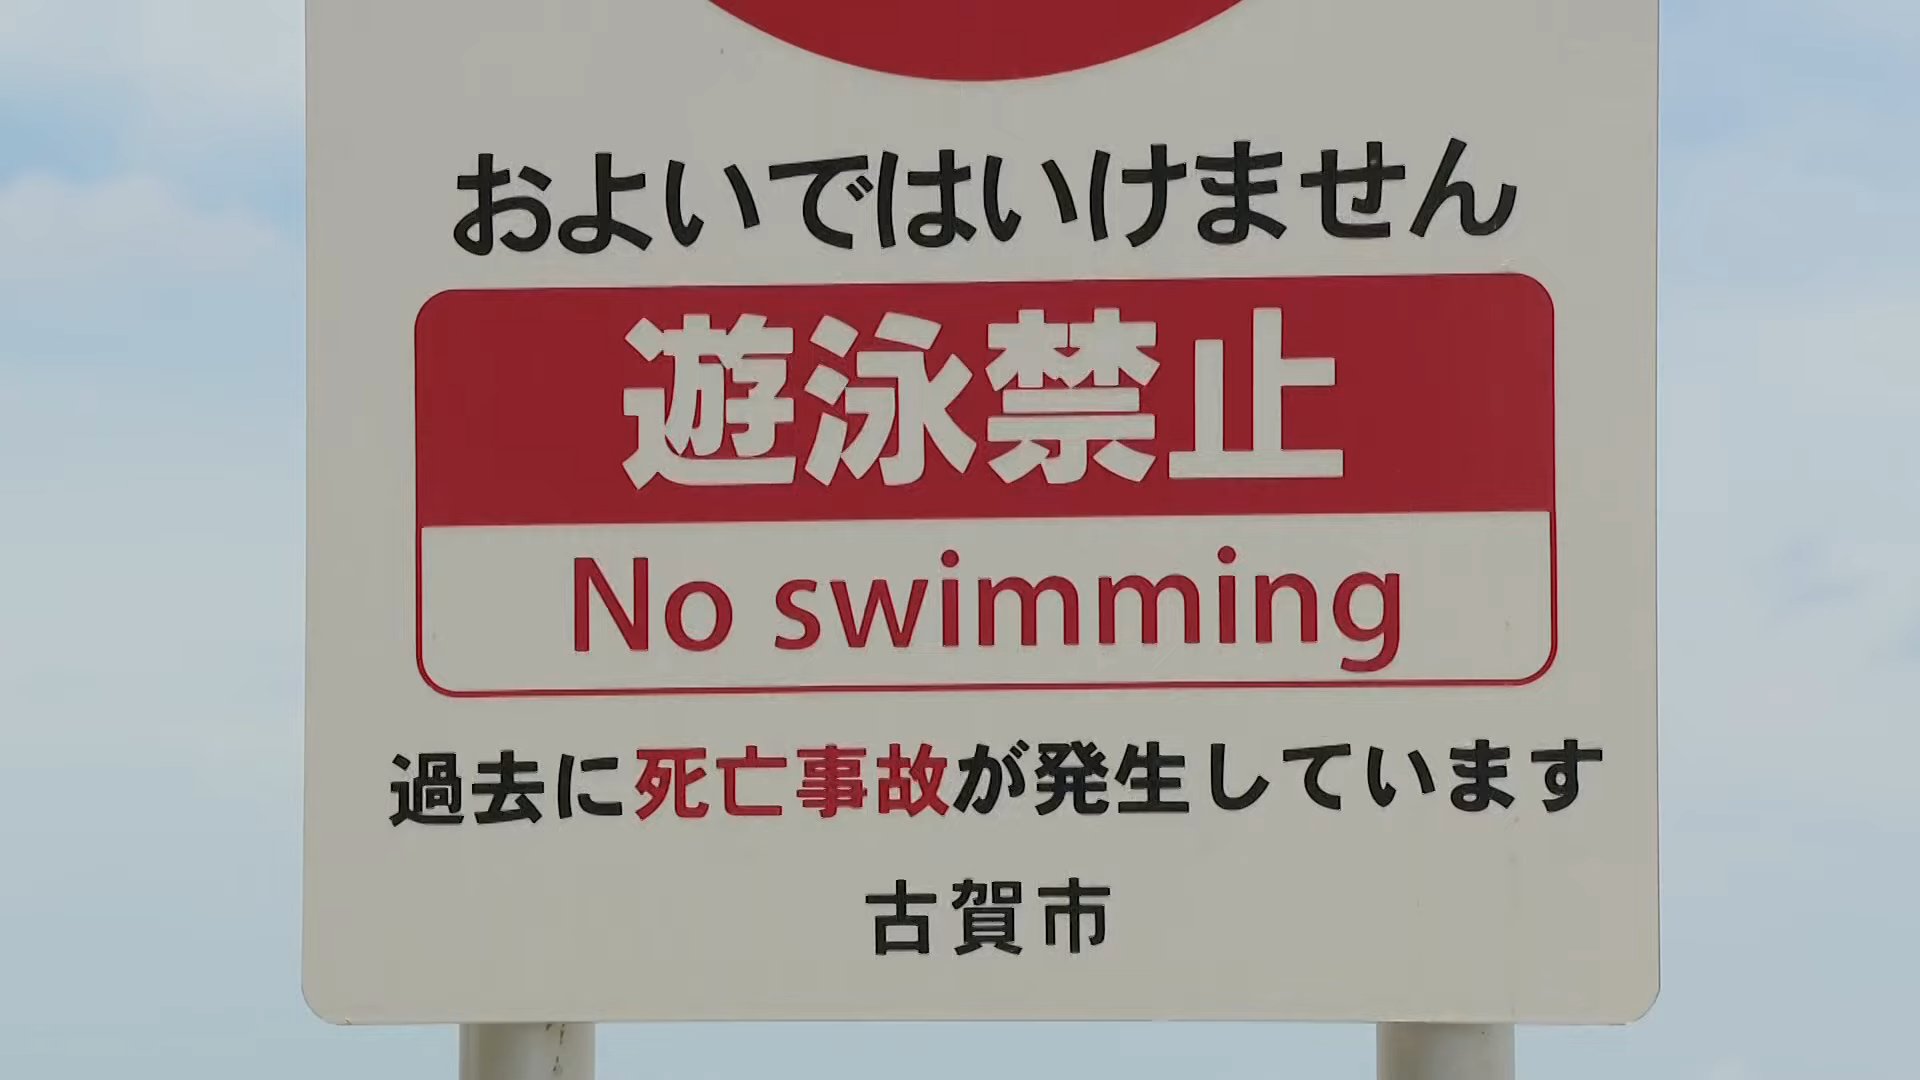 およいではいけません
遊泳禁止
No swimming
過去に死亡事故が発生しています
古賀市